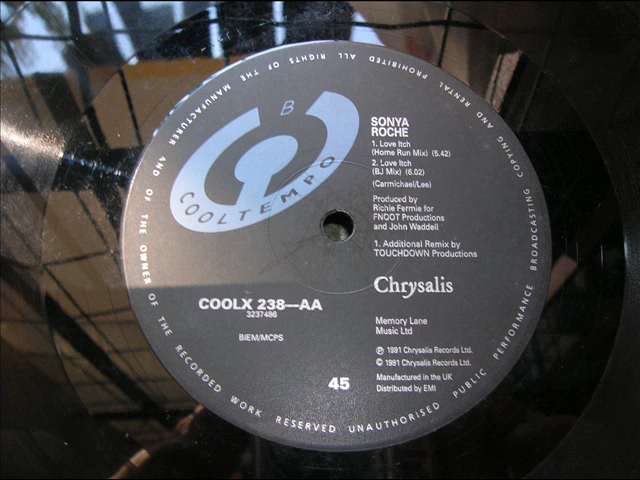 B
COOLTEMPO
SONYA
ROCHE
1. Love Itch
(Home Run Mix) (5.42)
2. Love Itch
(BJ Mix) (6.02)
(Carmichael/Lee)
Produced by
Richie Fermie for
FNOOT Productions
and John Waddell
1. Additional Remix by
TOUCHDOWN Productions
Chrysalis
COOLX 238—AA
3237486
BIEM/MCPS
Memory Lane
Music Ltd
℗ 1991 Chrysalis Records Ltd.
© 1991 Chrysalis Records Ltd.
45
Manufactured in the UK
Distributed by EMI
ALL RIGHTS OF THE MANUFACTURER AND OF THE OWNER OF THE RECORDED WORK RESERVED UNAUTHORISED PUBLIC PERFORMANCE BROADCASTING COPYING AND RENTAL PROHIBITED